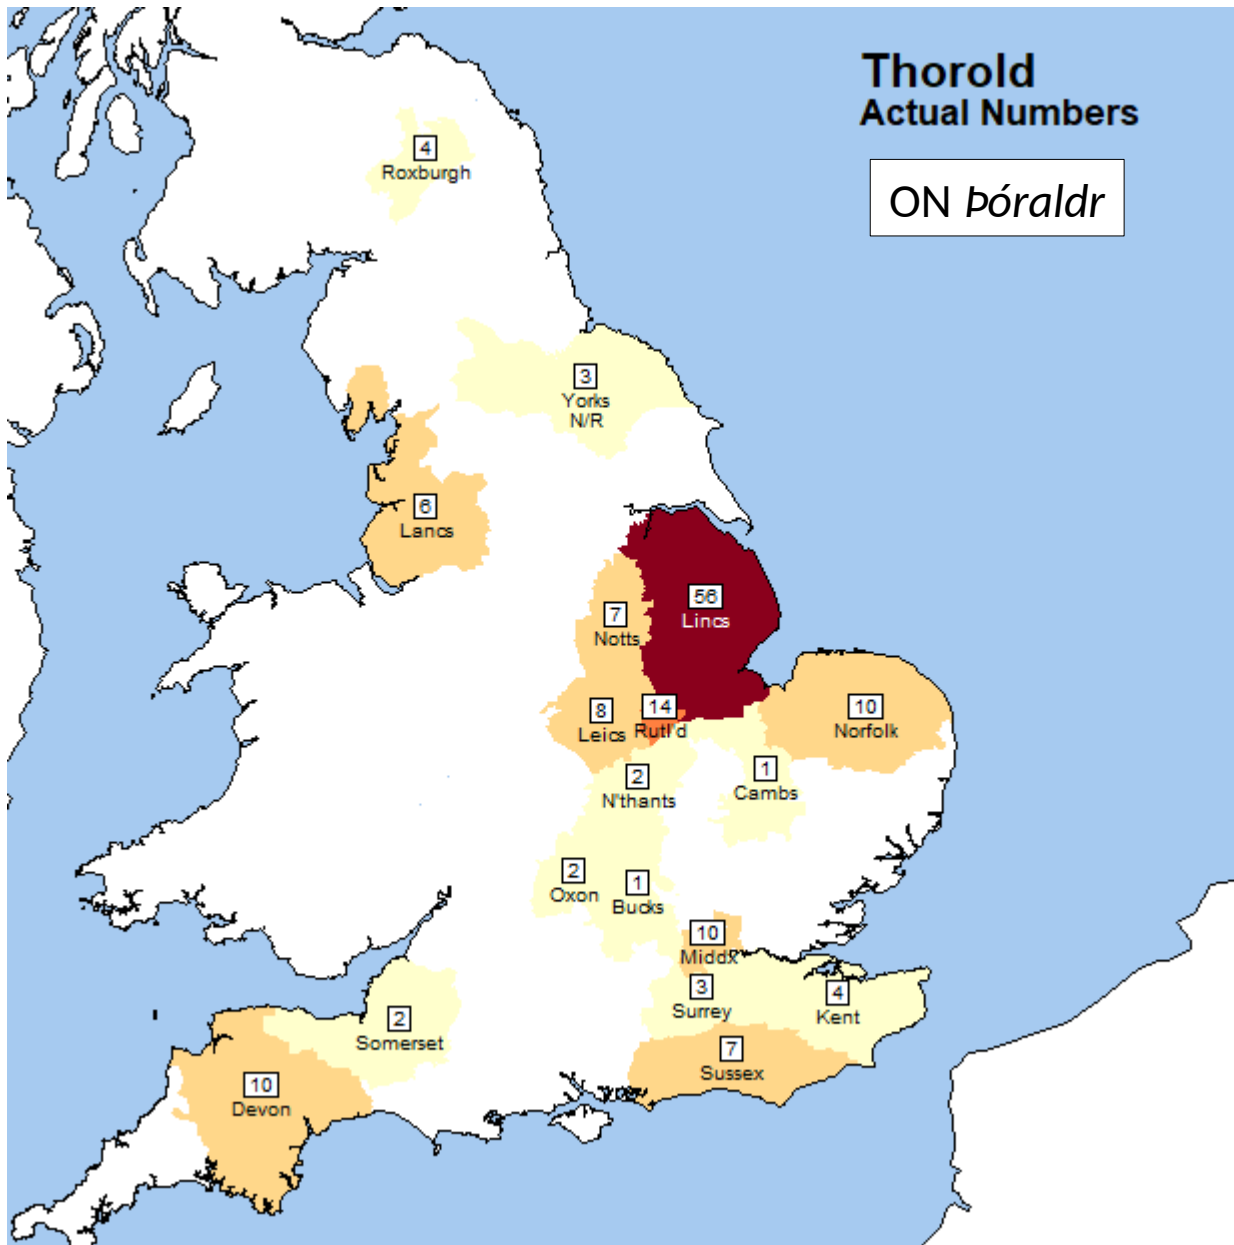 Thorold
Actual Numbers
ON Þóraldr
4
Roxburgh
3
Yorks
N/R
6
Lancs
56
Lincs
7
Notts
8
Leics
14
Rutl'd
10
Norfolk
2
N'thants
1
Cambs
2
Oxon
1
Bucks
10
Middx
3
Surrey
4
Kent
2
Somerset
7
Sussex
10
Devon